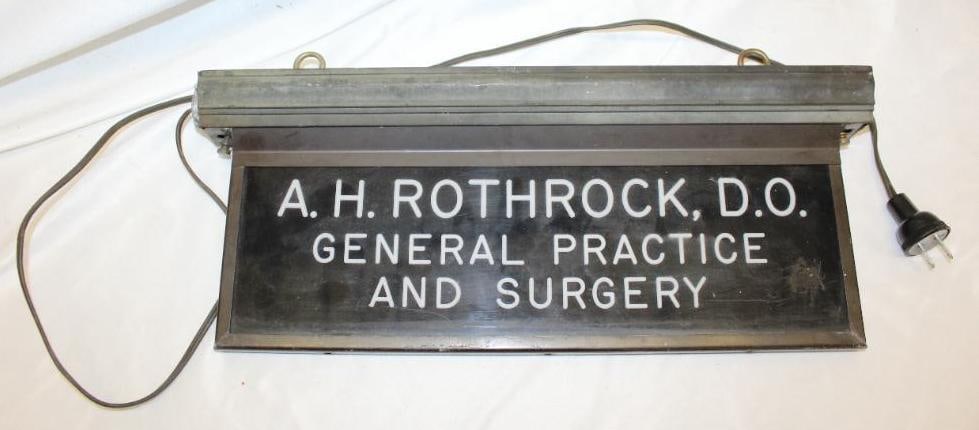 A. H. ROTHROCK, D.O.
GENERAL PRACTICE
AND SURGERY